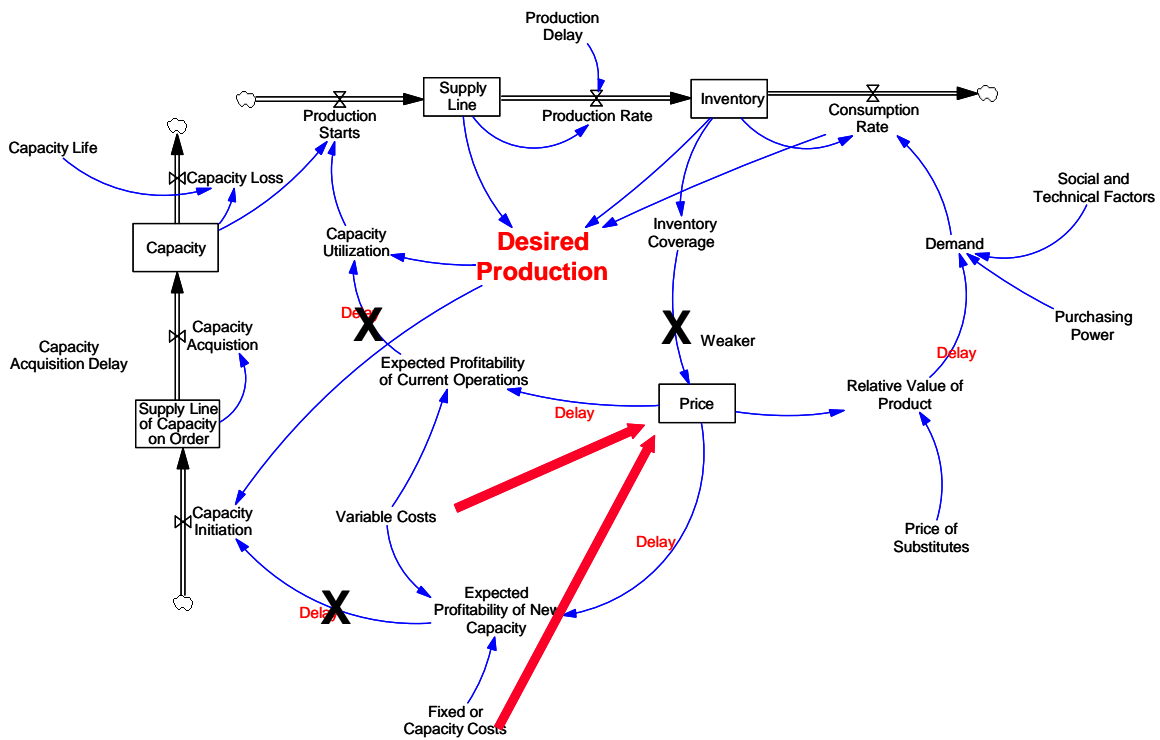 Production
Delay
Supply
Line
Inventory
Production
Starts
Production Rate
Consumption
Rate
Capacity Life
Capacity Loss
Social and
Technical Factors
Capacity
Capacity
Utilization
Desired
Production
Inventory
Coverage
Demand
Delay
X
X
Weaker
Purchasing
Power
Capacity
Acquisition Delay
Capacity
Acquistion
Expected Profitability
of Current Operations
Delay
Price
Delay
Relative Value of
Product
Supply Line
of Capacity
on Order
Capacity
Initiation
Variable Costs
Delay
Price of
Substitutes
Delay
X
Expected
Profitability of New
Capacity
Fixed or
Capacity Costs